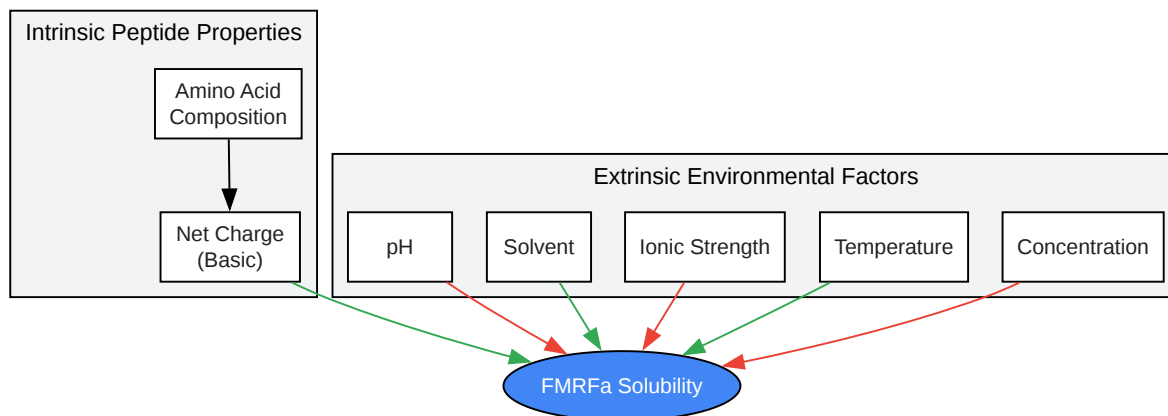 Intrinsic Peptide Properties
Amino Acid
Composition
Net Charge
(Basic)
Extrinsic Environmental Factors
pH
Solvent
Ionic Strength
Temperature
Concentration
FMRFa Solubility